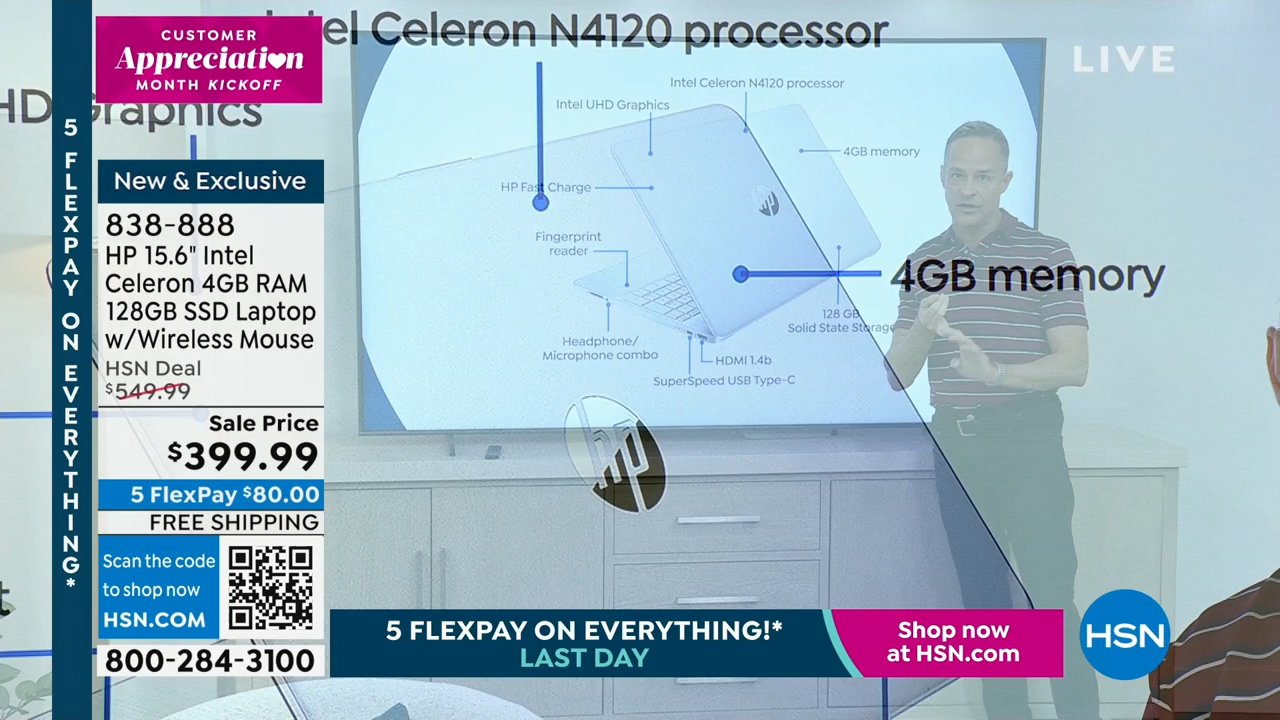 CUSTOMER
Appreciation
MONTH KICKOFF
5 FLEXPAY ON EVERYTHING!*
New & Exclusive
838-888
HP 15.6" Intel
Celeron 4GB RAM
128GB SSD Laptop
w/Wireless Mouse
HSN Deal
$549.99
Sale Price
$399.99
5 FlexPay $80.00
FREE SHIPPING
Scan the code
to shop now
HSN.COM
800-284-3100
el Celeron N4120 processor
HD Graphics
LIVE
Intel Celeron N4120 processor
Intel UHD Graphics
4GB memory
HP Fast Charge
hp
Fingerprint
reader
4GB memory
128 GB
Solid State Storage
Headphone/
Microphone combo
HDMI 1.4b
SuperSpeed USB Type-C
hp
5 FLEXPAY ON EVERYTHING!*
LAST DAY
Shop now
at HSN.com
HSN